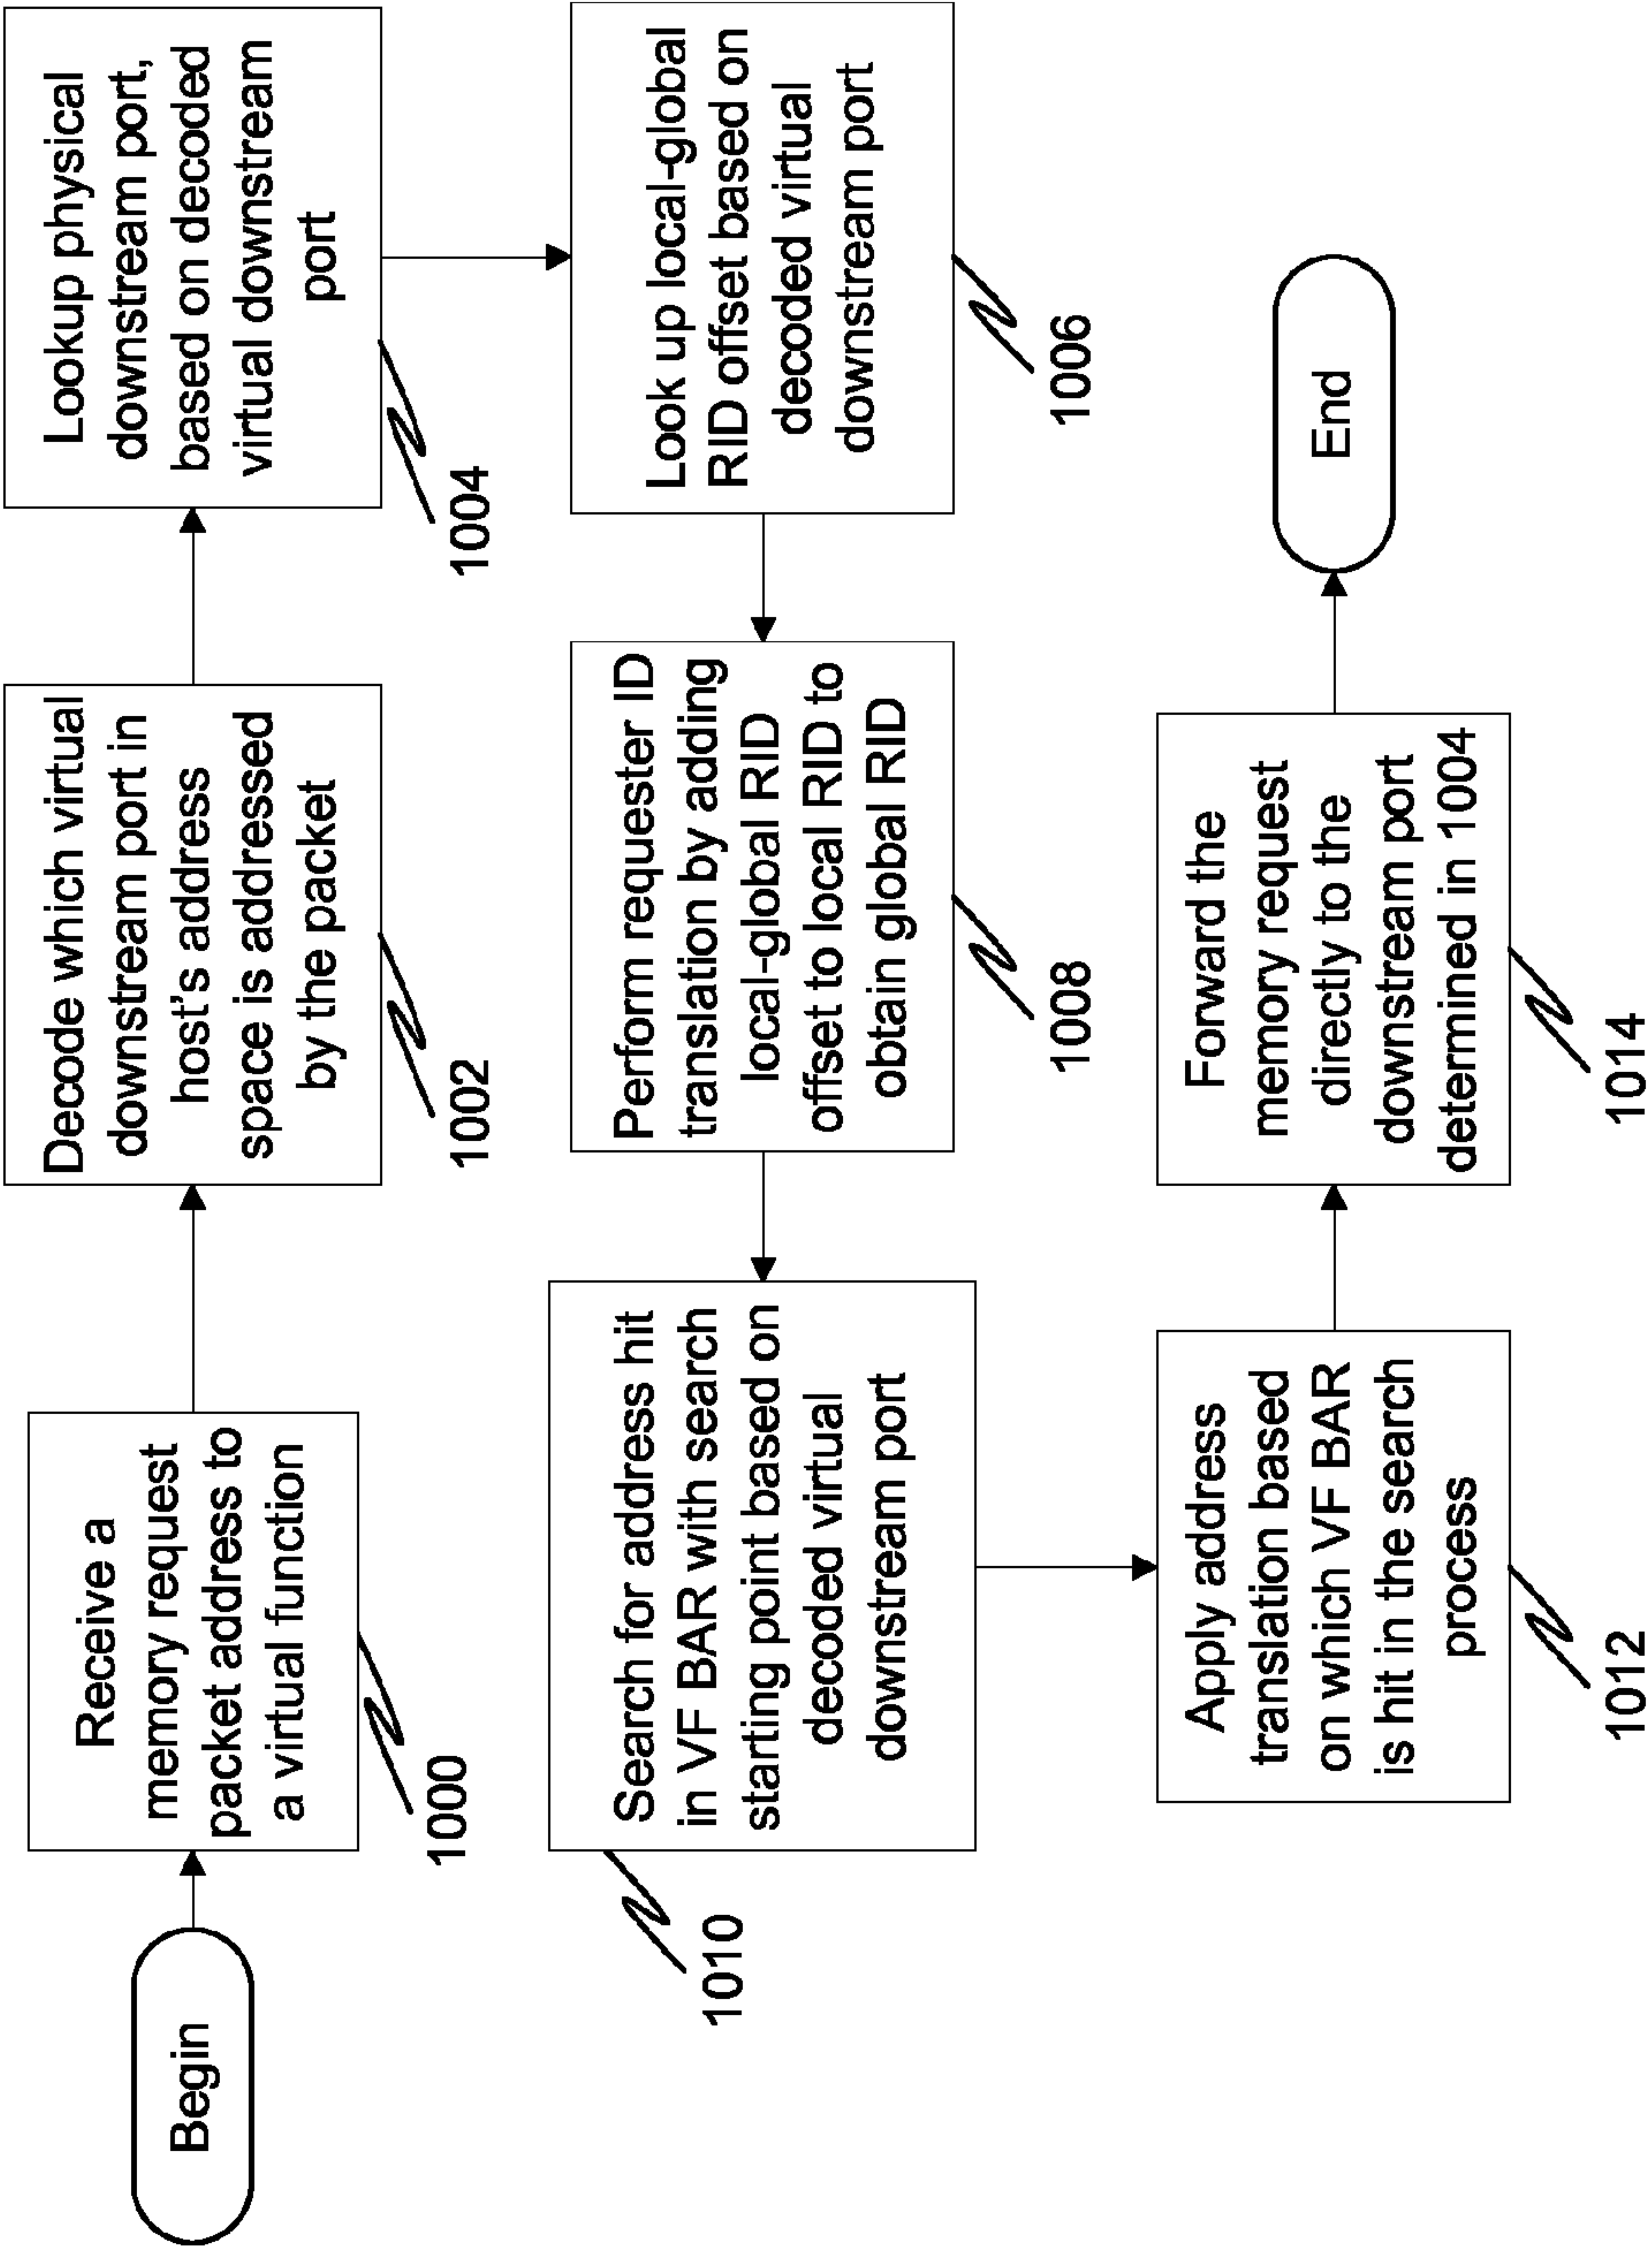 Begin
Receive a
memory request
packet address to
a virtual function
1000
Decode which virtual
downstream port in
host's address
space is addressed
by the packet
1002
Lookup physical
downstream port,
based on decoded
virtual downstream
port
1004
Look up local-global
RID offset based on
decoded virtual
downstream port
1006
Perform requester ID
translation by adding
local-global RID
offset to local RID to
obtain global RID
1008
Search for address hit
in VF BAR with search
starting point based on
decoded virtual
downstream port
1010
Apply address
translation based
on which VF BAR
is hit in the search
process
1012
Forward the
memory request
directly to the
downstream port
determined in 1004
1014
End